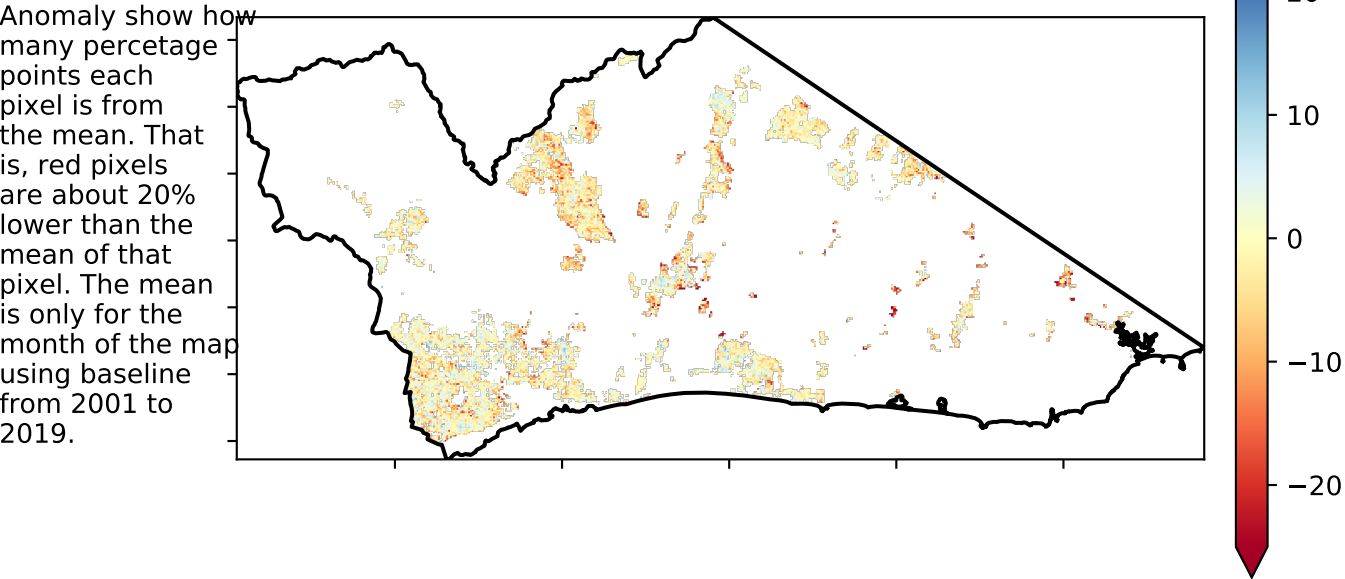 Anomaly show how
many percetage
points each
pixel is from
the mean. That
is, red pixels
are about 20%
lower than the
mean of that
pixel. The mean
is only for the
month of the map
using baseline
from 2001 to
2019.
10
0
−10
−20